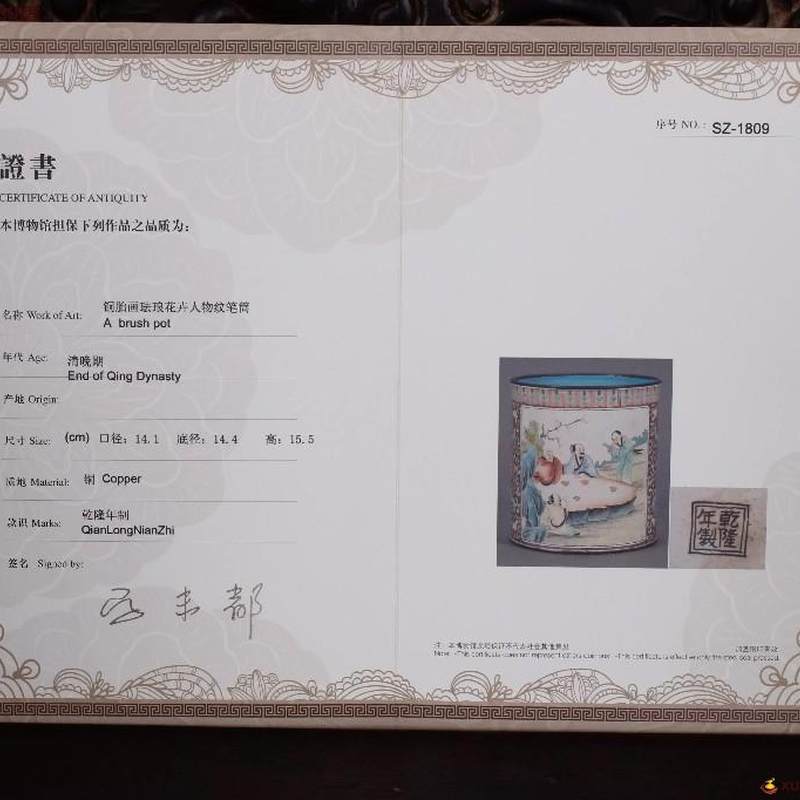 序号 NO.: SZ-1809
證書
CERTIFICATE OF ANTIQUITY
本博物馆担保下列作品之品质为:
名称 Work of Art: 铜胎画珐琅花卉人物纹笔筒
A brush pot
年代 Age: 清晚期
End of Qing Dynasty
产地 Origin:
尺寸 Size: (cm) 口径:14.1 底径:14.4 高:15.5
质地 Material: 铜 Copper
款识 Marks: 乾隆年制
QianLongNianZhi
乾隆
年製
签名 Signed by:
未都